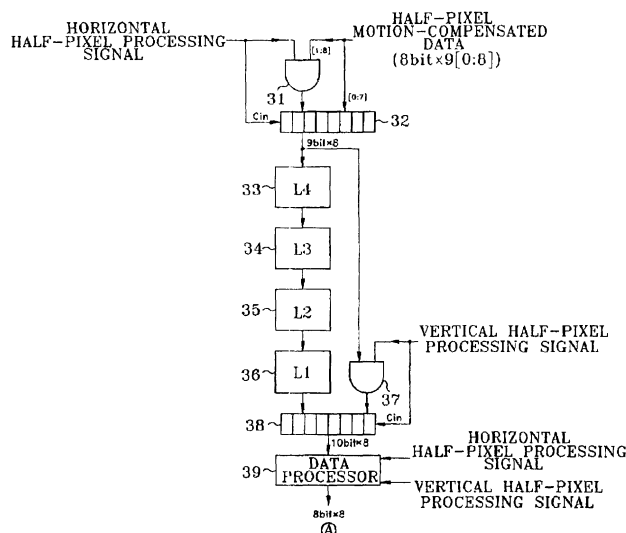 HORIZONTAL
HALF-PIXEL PROCESSING
SIGNAL
HALF-PIXEL
MOTION-COMPENSATED
DATA
(8bit×9[0:8])
[1:8]
31
[0:7]
Cin
32
9bit×8
33
L4
34
L3
35
L2
36
L1
VERTICAL HALF-PIXEL
PROCESSING SIGNAL
37
38
Cin
10bit×8
39
DATA
PROCESSOR
HORIZONTAL
HALF-PIXEL PROCESSING
SIGNAL
VERTICAL HALF-PIXEL
PROCESSING SIGNAL
8bit×8
A